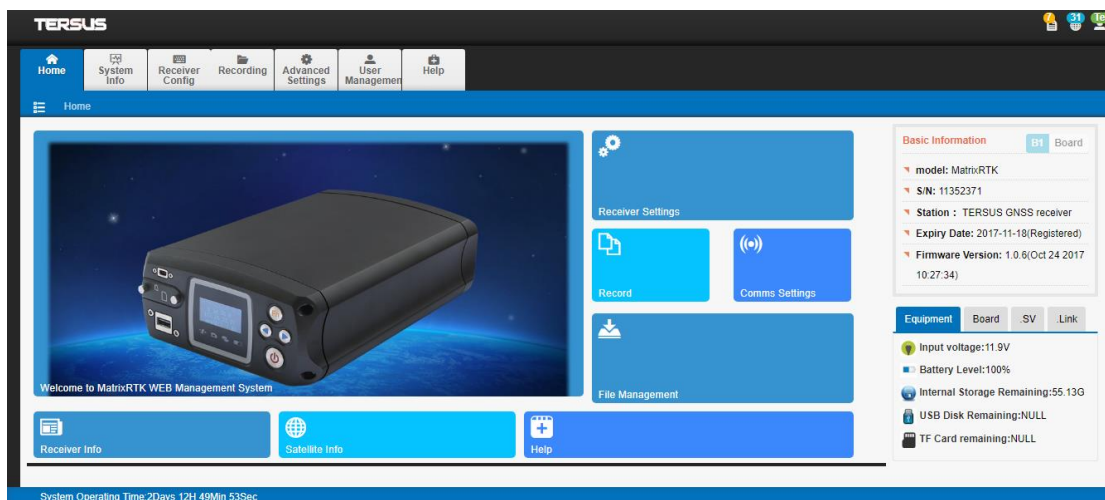 TERSUS
7
31
Te
Home
System
Info
Receiver
Config
Recording
Advanced
Settings
User
Managemen
Help
Home
Welcome to MatrixRTK WEB Management System
Receiver Settings
Record
Comms Settings
File Management
Receiver Info
Satellite Info
Help
Basic Information
B1 Board
model: MatrixRTK
S/N: 11352371
Station : TERSUS GNSS receiver
Expiry Date: 2017-11-18(Registered)
Firmware Version: 1.0.6(Oct 24 2017
10:27:34)
Equipment Board .SV .Link
Input voltage:11.9V
Battery Level:100%
Internal Storage Remaining:55.13G
USB Disk Remaining:NULL
TF Card remaining:NULL
System Operating Time:2Days 12H 49Min 53Sec